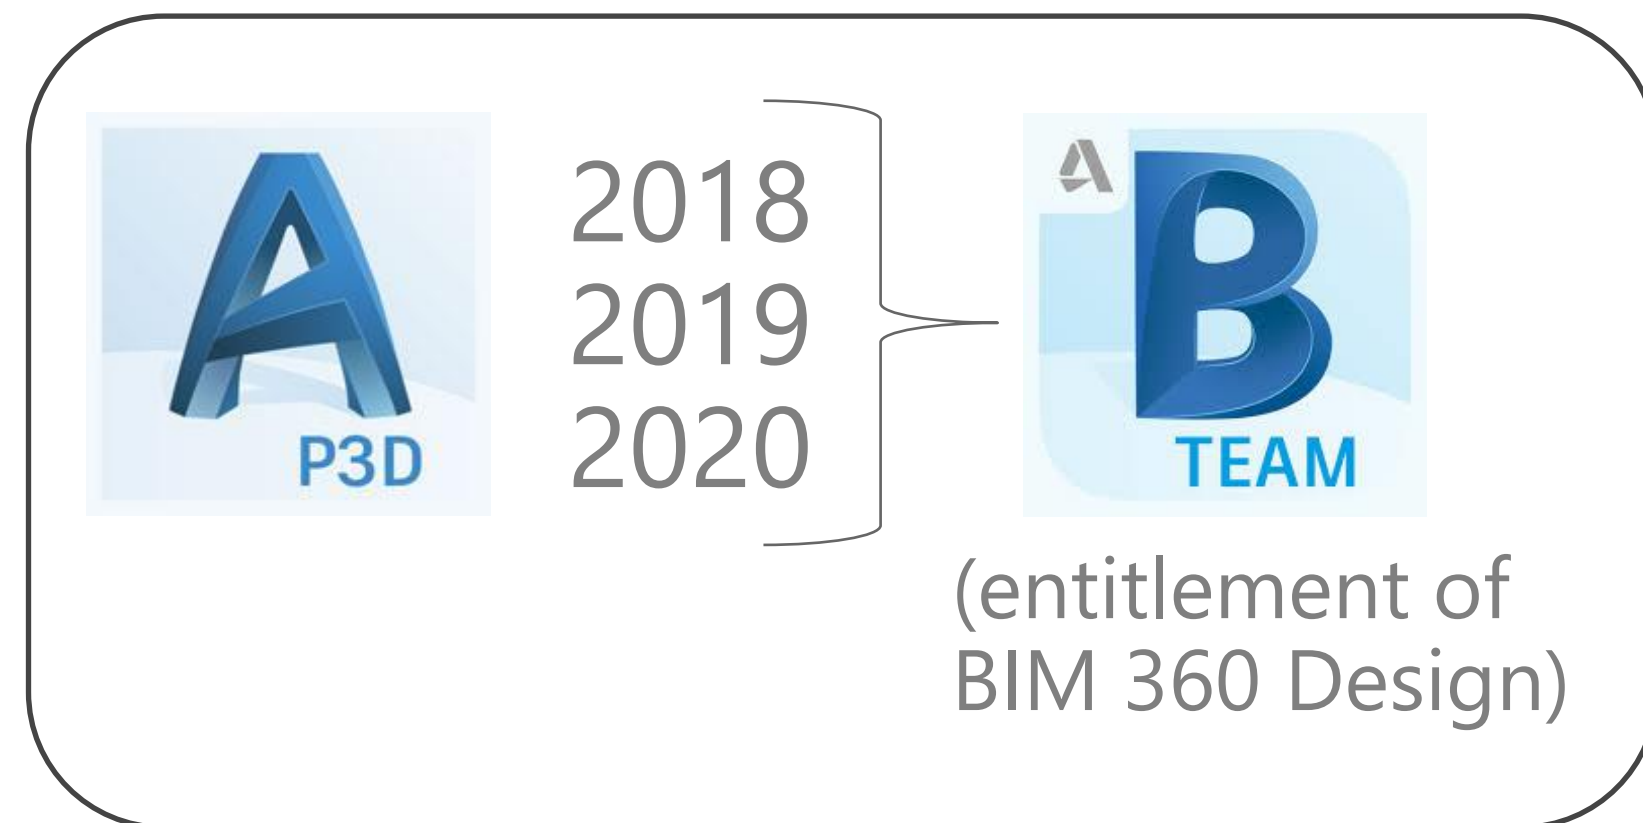 P3D
2018
2019
2020
TEAM
(entitlement of
BIM 360 Design)